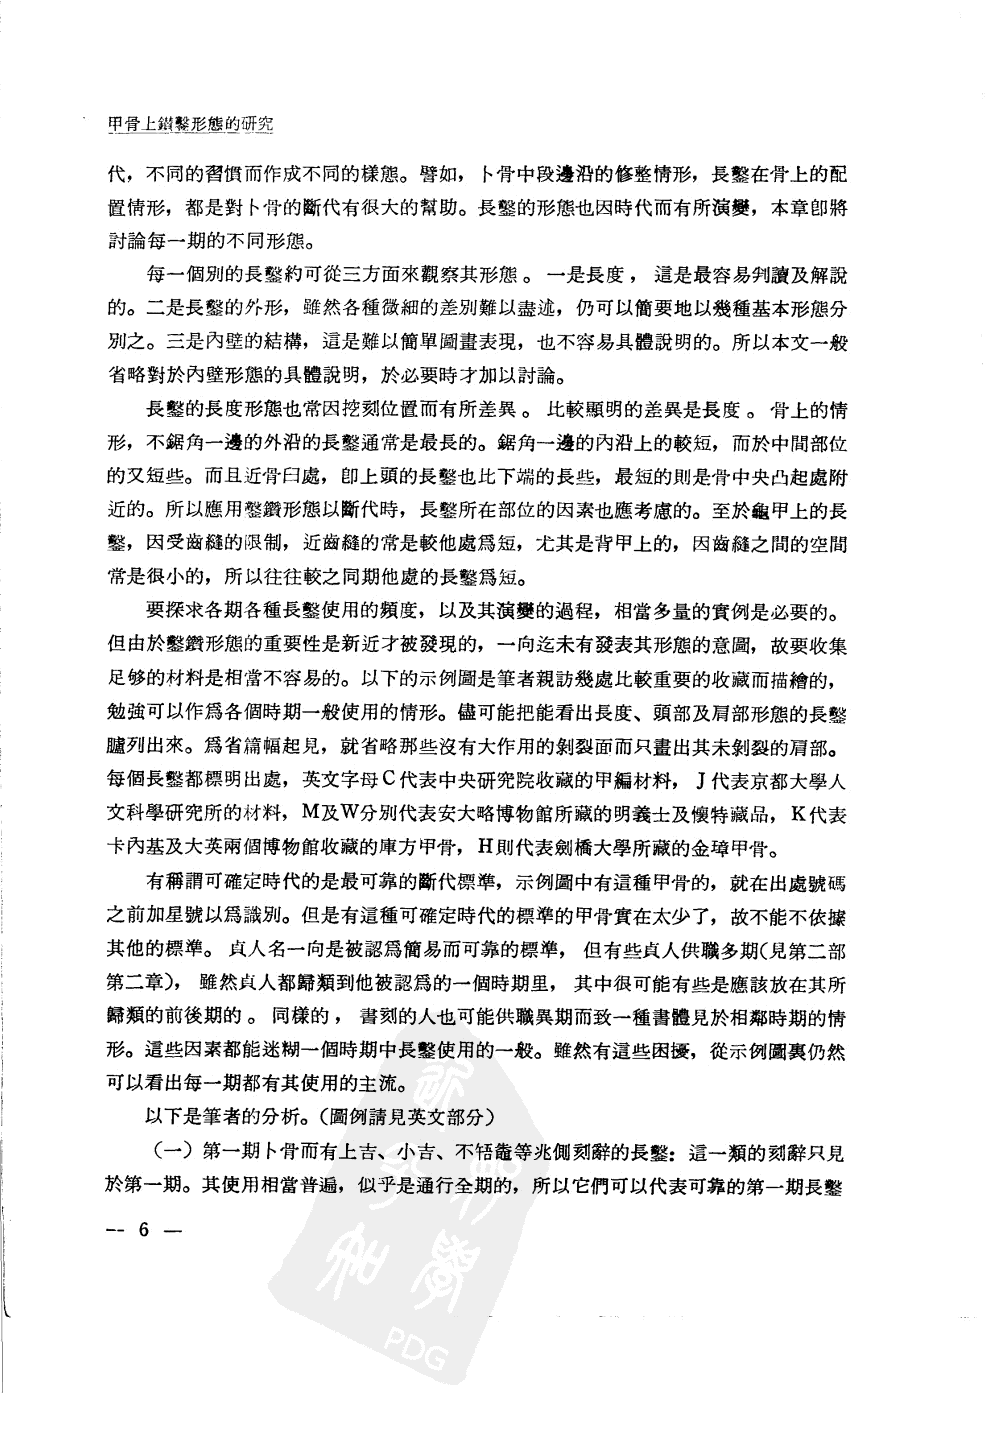 甲骨上鑽鑿形態的研究
代，不同的習慣而作成不同的樣態。譬如，卜骨中段邊沿的修整情形，長鑿在骨上的配
置情形，都是對卜骨的斷代有很大的幫助。長鑿的形態也因時代而有所演變，本章卽將
討論每一期的不同形態。
每一個別的長鑿約可從三方面來觀察其形態。一是長度，這是最容易判讀及解說
的。二是長鑿的外形，雖然各種微細的差別難以盡述，仍可以簡要地以幾種基本形態分
別之。三是內壁的結構，這是難以簡單圖畫表現，也不容易具體說明的。所以本文一般
省略對於內壁形態的具體說明，於必要時才加以討論。
長鑿的長度形態也常因挖刻位置而有所差異。比較顯明的差異是長度。骨上的情
形，不鋸角一邊的外沿的長鑿通常是最長的。鋸角一邊的內沿上的較短，而於中間部位
的又短些。而且近骨臼處，卽上頭的長鑿也比下端的長些，最短的則是骨中央凸起處附
近的。所以應用鑿鑽形態以斷代時，長鑿所在部位的因素也應考慮的。至於龜甲上的長
鑿，因受齒縫的限制，近齒縫的常是較他處爲短，尤其是背甲上的，因齒縫之間的空間
常是很小的，所以往往較之同期他處的長鑿爲短。
要探求各期各種長鑿使用的頻度，以及其演變的過程，相當多量的實例是必要的。
但由於鑿鑽形態的重要性是新近才被發現的，一向迄未有發表其形態的意圖，故要收集
足够的材料是相當不容易的。以下的示例圖是筆者親訪幾處比較重要的收藏而描繪的，
勉強可以作爲各個時期一般使用的情形。儘可能把能看出長度、頭部及肩部形態的長鑿
臚列出來。爲省篇幅起見，就省略那些沒有大作用的剝裂面而只畫出其未剝裂的肩部。
每個長鑿都標明出處，英文字母C代表中央研究院收藏的甲編材料，J代表京都大學人
文科學硏究所的材料，M及W分別代表安大略博物館所藏的明義士及懷特藏品，K代表
卡內基及大英兩個博物館收藏的庫方甲骨，H則代表劍橋大學所藏的金璋甲骨。
有稱謂可確定時代的是最可靠的斷代標準，示例圖中有這種甲骨的，就在出處號碼
之前加星號以爲識別。但是有這種可確定時代的標準的甲骨實在太少了，故不能不依據
其他的標準。貞人名一向是被認爲簡易而可靠的標準，但有些貞人供職多期(見第二部
第二章)，雖然貞人都歸類到他被認爲的一個時期里，其中很可能有些是應該放在其所
歸類的前後期的。同樣的，書刻的人也可能供職異期而致一種書體見於相鄰時期的情
形。這些因素都能迷糊一個時期中長鑿使用的一般。雖然有這些困擾，從示例圖裏仍然
可以看出每一期都有其使用的主流。
以下是筆者的分析。(圖例請見英文部分)
（一）第一期卜骨而有上吉、小吉、不牾鼄等兆側刻辭的長鑿：這一類的刻辭只見
於第一期。其使用相當普遍，似乎是通行全期的，所以它們可以代表可靠的第一期長鑿
— 6 —
PDG